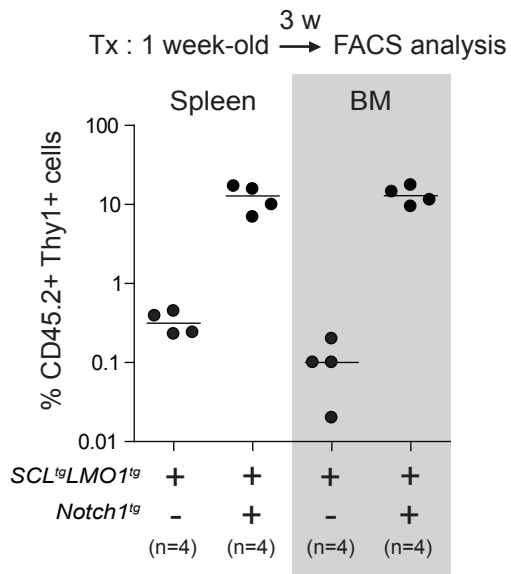 3 w
Tx : 1 week-old → FACS analysis
Spleen BM
% CD45.2+ Thy1+ cells
100
10
1
0.1
0.01
SCLtgLMO1tg + + + +
Notch1tg - + - +
(n=4) (n=4) (n=4) (n=4)